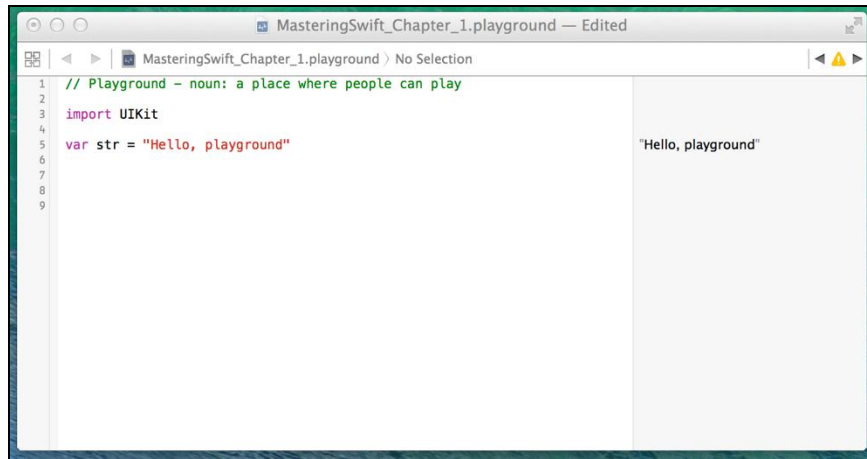 MasteringSwift_Chapter_1.playground — Edited
MasteringSwift_Chapter_1.playground 〉 No Selection
1 // Playground – noun: a place where people can play
2
3 import UIKit
4
5 var str = "Hello, playground" "Hello, playground"
6
7
8
9